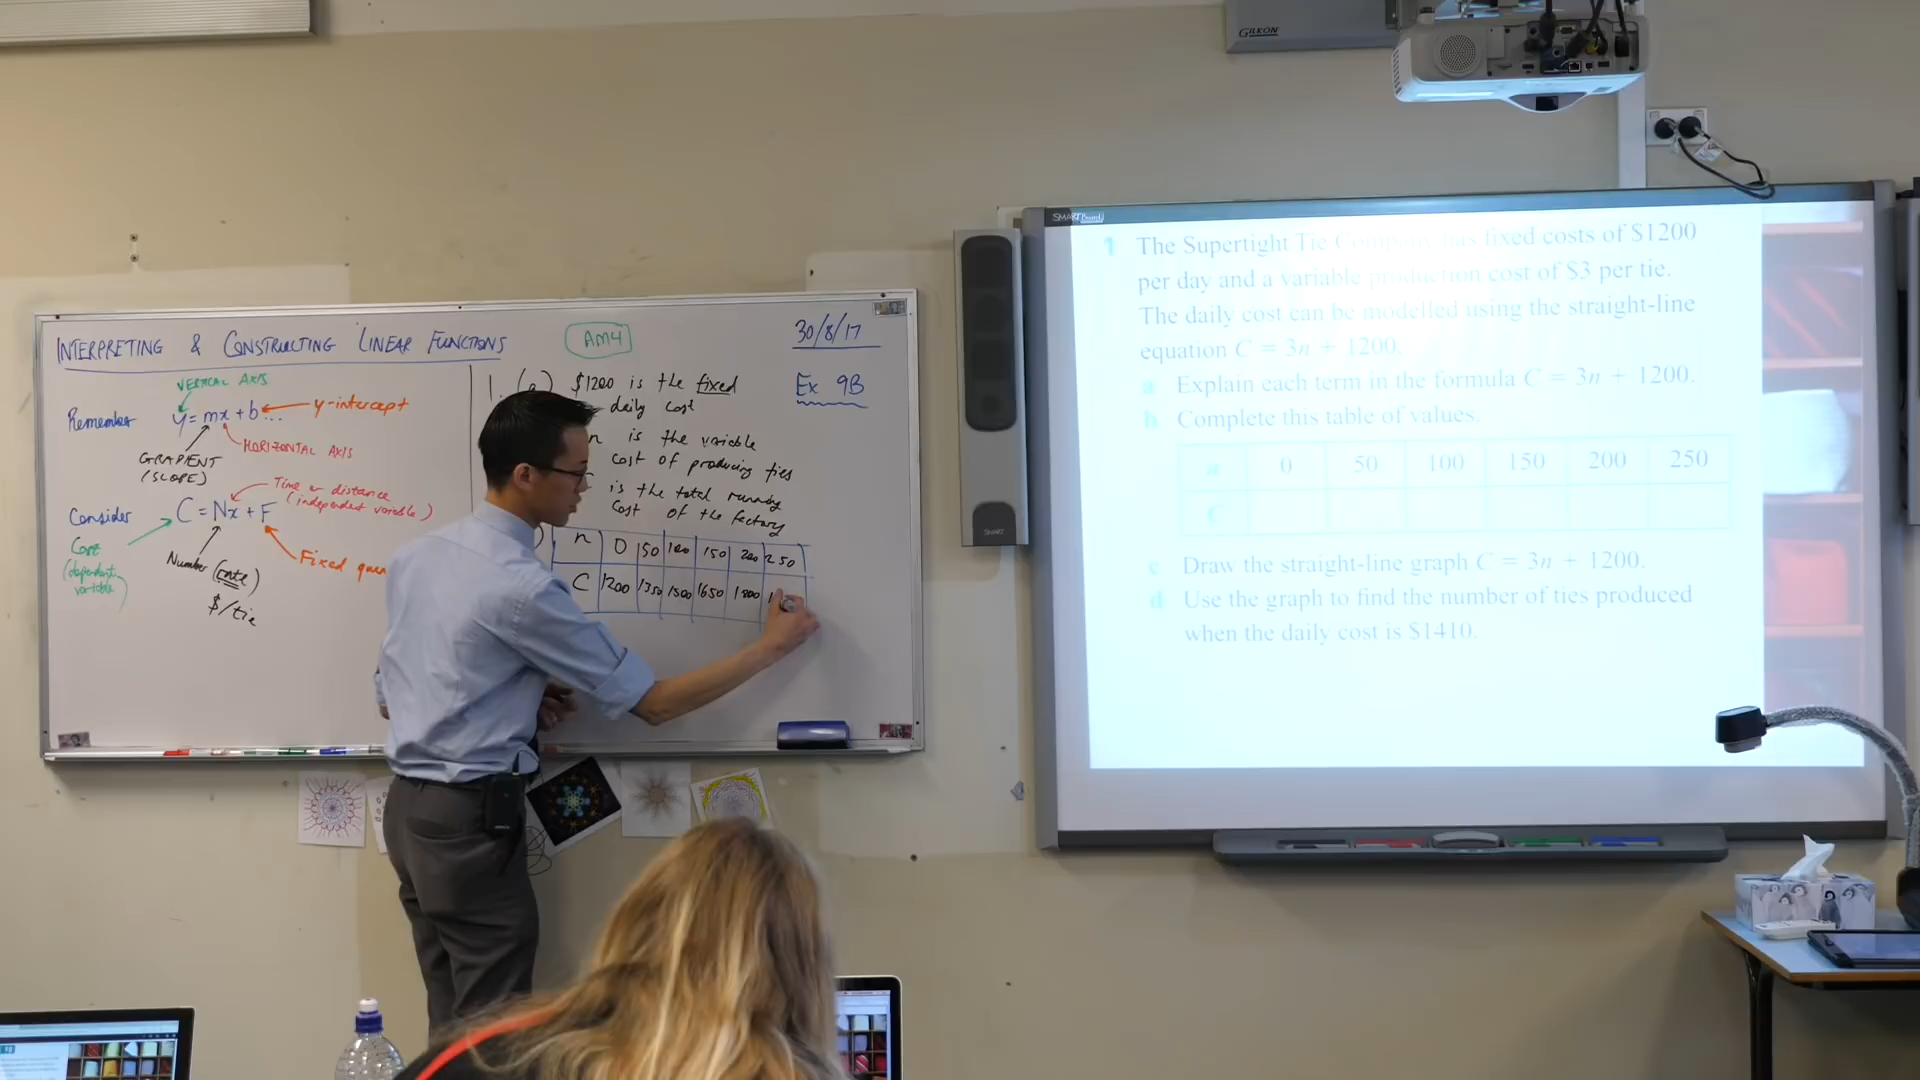 INTERPRETING & CONSTRUCTING LINEAR FUNCTIONS
AM4
30/8/17
Ex 9B
VERTICAL AXIS
Remember y = mx + b... y-intercept
HORIZONTAL AXIS
GRADIENT
(SLOPE)
Time or distance
(independent variable)
Consider C = Nx + F
Cost
(dependent
variable)
Number (rate)
$/tie
Fixed
1. (a) $1200 is the fixed
daily cost
n is the variable
cost of producing ties
is the total running
cost of the factory
n 0 50 100 150 200 250
C 1200 1350 1500 1650 1800
GILKON
SMART Board
SMART
1 The Supertight Tie Company has fixed costs of $1200
per day and a variable production cost of $3 per tie.
The daily cost can be modelled using the straight-line
equation C = 3n + 1200.
a Explain each term in the formula C = 3n + 1200.
b Complete this table of values.
n 0 50 100 150 200 250
C
c Draw the straight-line graph C = 3n + 1200.
d Use the graph to find the number of ties produced
when the daily cost is $1410.